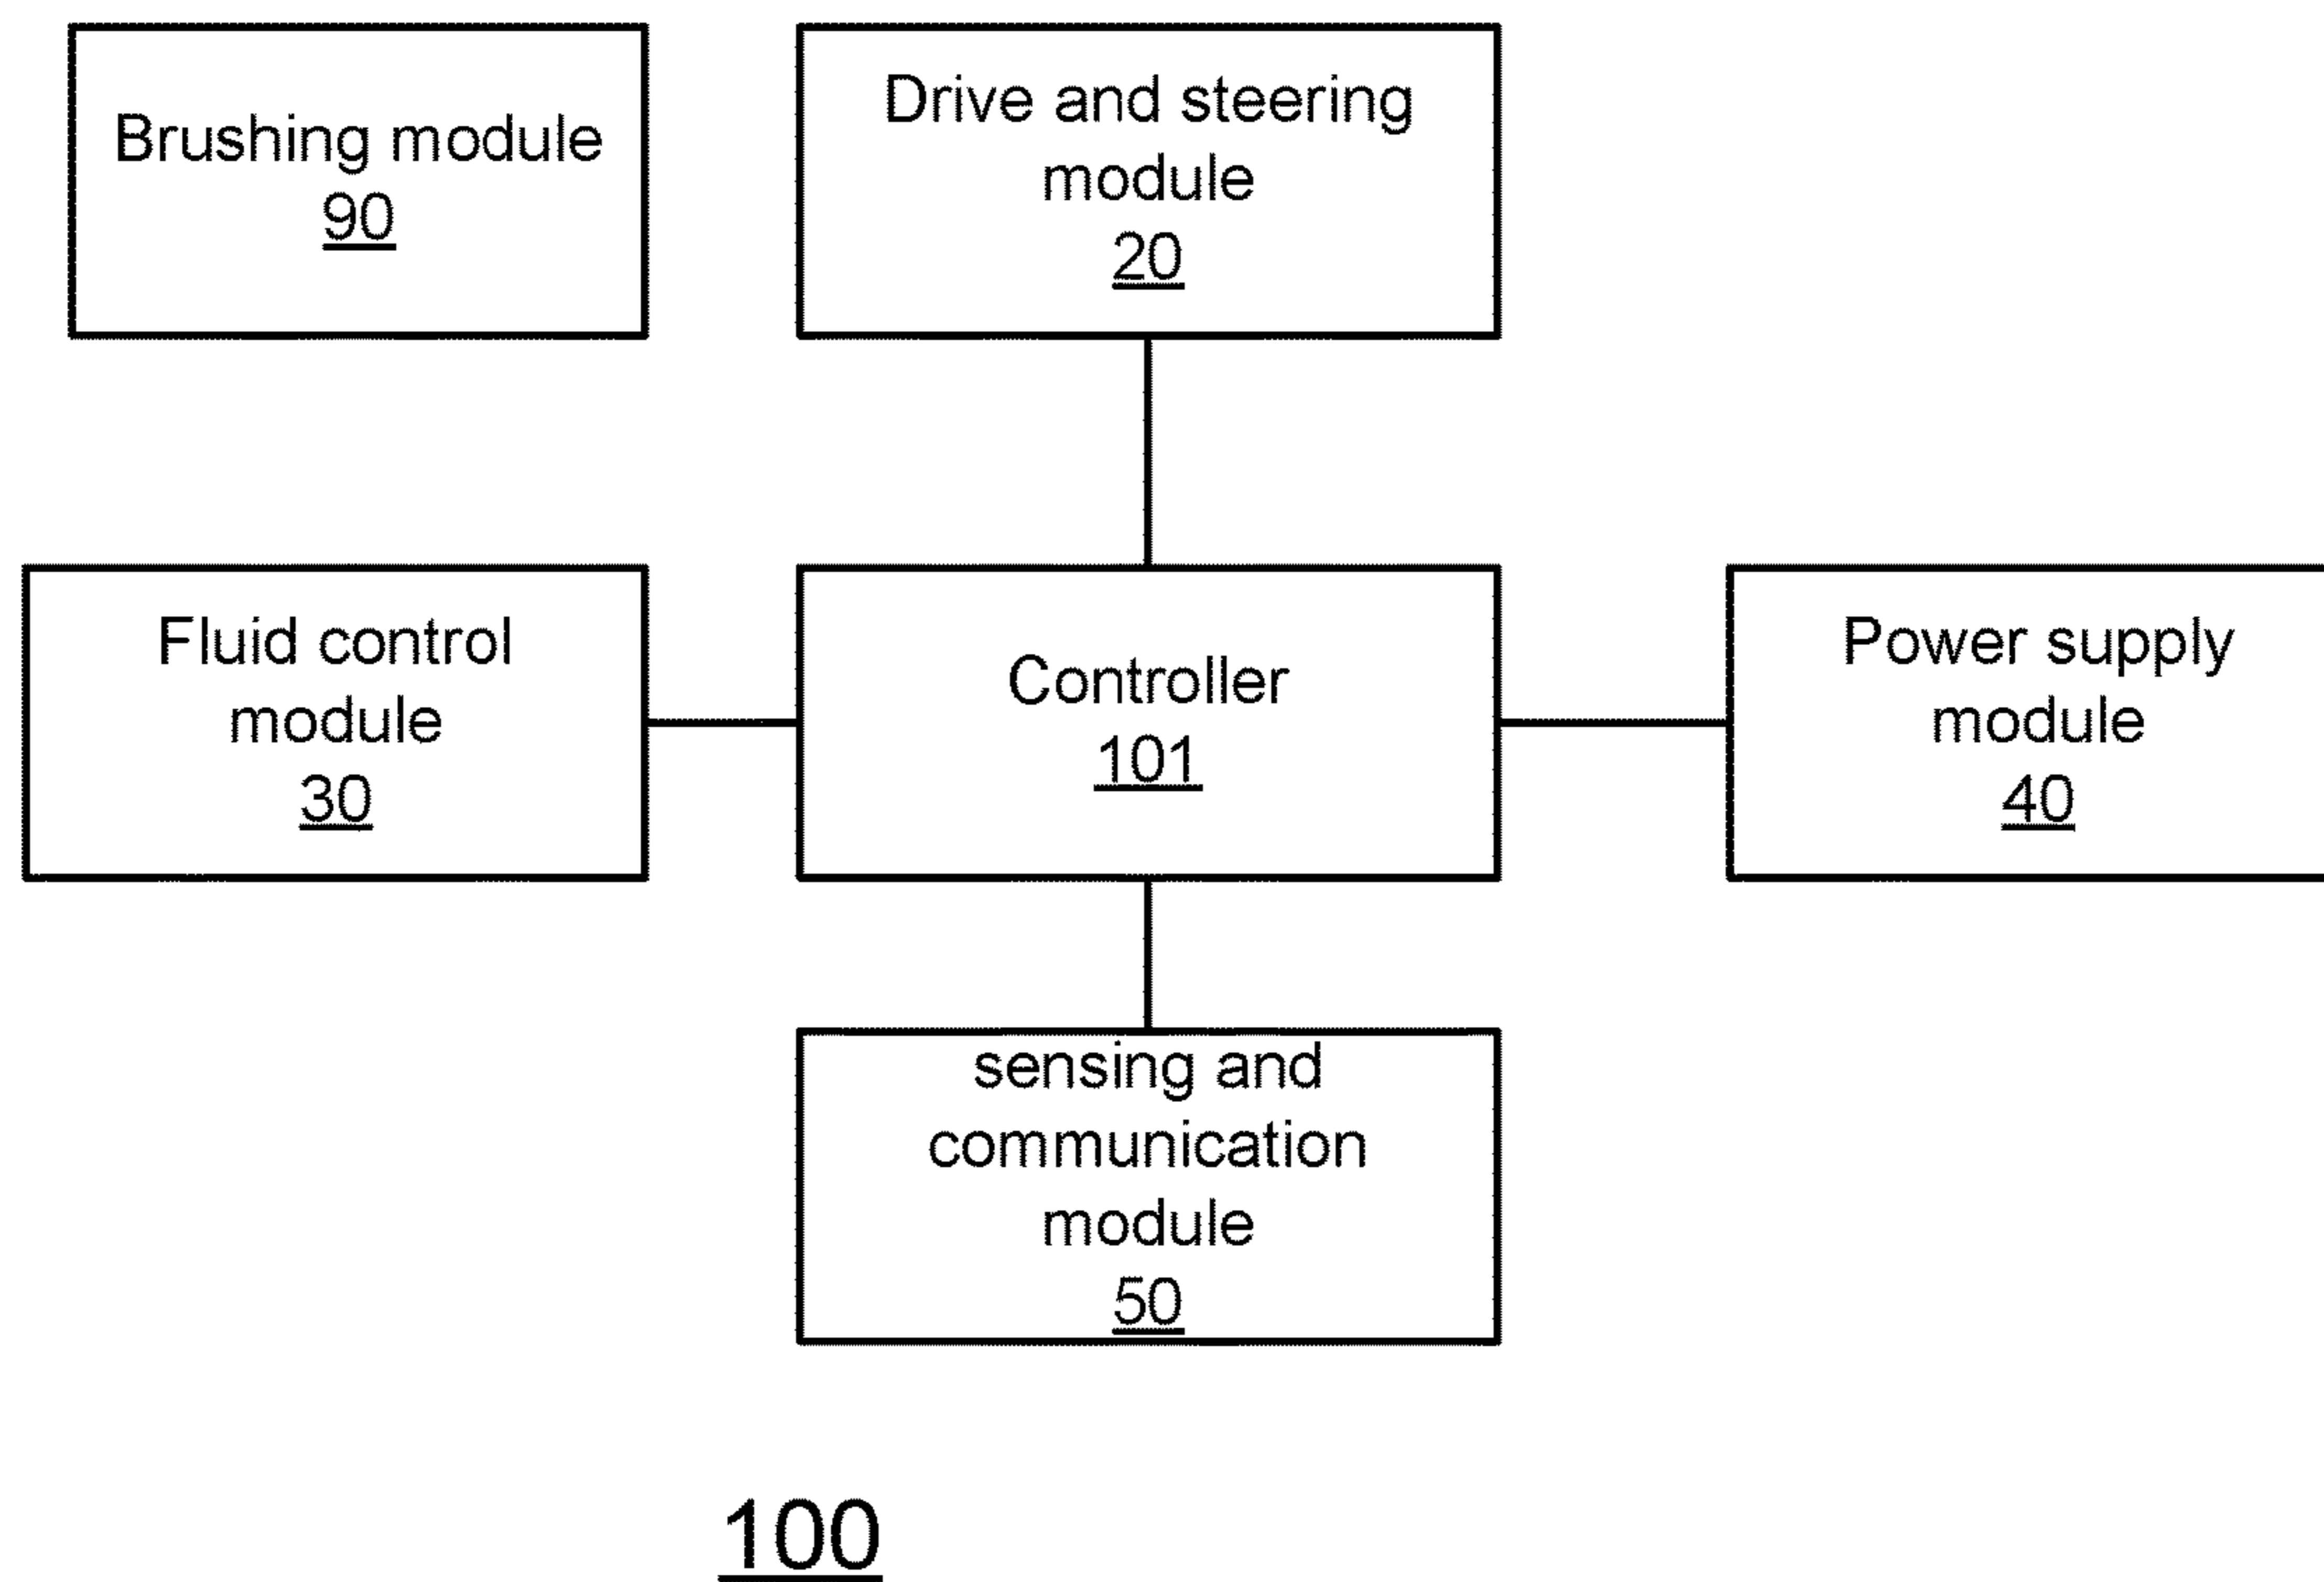 Brushing module
90
Drive and steering
module
20
Fluid control
module
30
Controller
101
Power supply
module
40
sensing and
communication
module
50
100